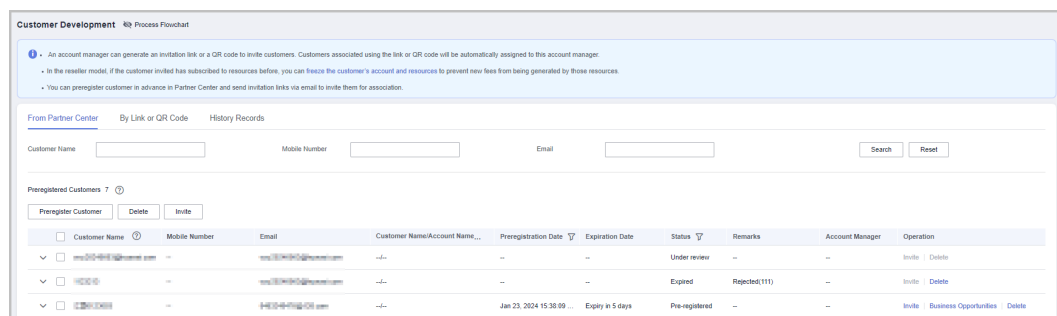 Customer Development Process Flowchart
• An account manager can generate an invitation link or a QR code to invite customers. Customers associated using the link or QR code will be automatically assigned to this account manager.
• In the reseller model, if the customer invited has subscribed to resources before, you can freeze the customer's account and resources to prevent new fees from being generated by those resources.
• You can preregister customer in advance in Partner Center and send invitation links via email to invite them for association.
From Partner Center By Link or QR Code History Records
Customer Name Mobile Number Email Search Reset
Preregistered Customers 7
Preregister Customer Delete Invite
Customer Name Mobile Number Email Customer Name/Account Name... Preregistration Date Expiration Date Status Remarks Account Manager Operation
-- --/-- -- -- Under review -- -- Invite | Delete
-- --/-- -- -- Expired Rejected(111) -- Invite | Delete
-- --/-- Jan 23, 2024 15:38:09 ... Expiry in 5 days Pre-registered -- -- Invite | Business Opportunities | Delete